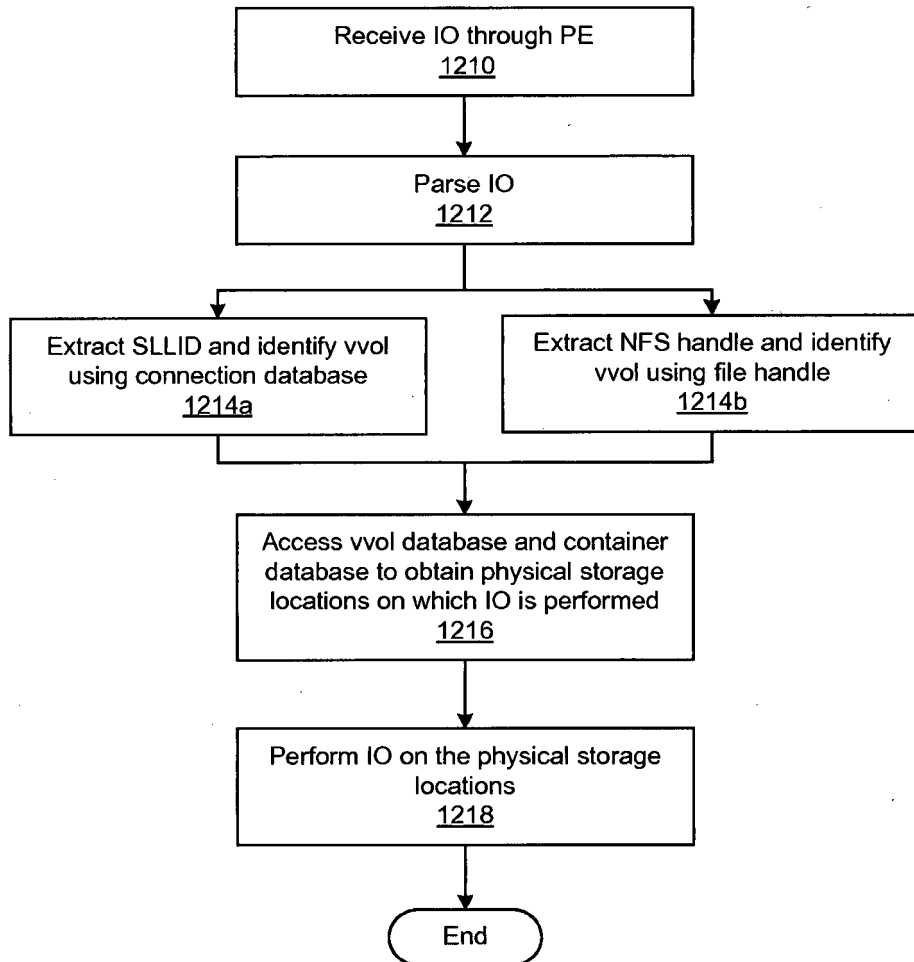 Receive IO through PE
1210
Parse IO
1212
Extract SLLID and identify vvol
using connection database
1214a
Extract NFS handle and identify
vvol using file handle
1214b
Access vvol database and container
database to obtain physical storage
locations on which IO is performed
1216
Perform IO on the physical storage
locations
1218
End